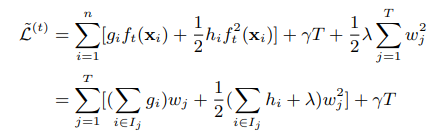 $\tilde{\mathcal{L}}^{(t)} = \sum_{i=1}^{n} [g_i f_t(\mathbf{x}_i) + \frac{1}{2} h_i f_t^2(\mathbf{x}_i)] + \gamma T + \frac{1}{2} \lambda \sum_{j=1}^{T} w_j^2$
$= \sum_{j=1}^{T} [(\sum_{i \in I_j} g_i) w_j + \frac{1}{2} (\sum_{i \in I_j} h_i + \lambda) w_j^2] + \gamma T$